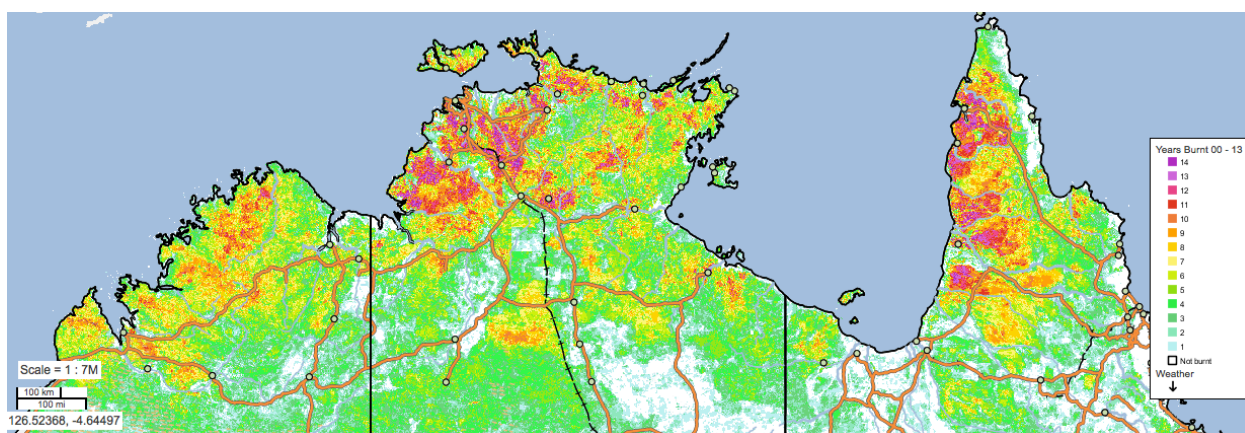 Years Burnt 00 - 13
14
13
12
11
10
9
8
7
6
5
4
3
2
1
Not burnt
Weather
Scale = 1 : 7M
100 km
100 mi
126.52368, -4.64497